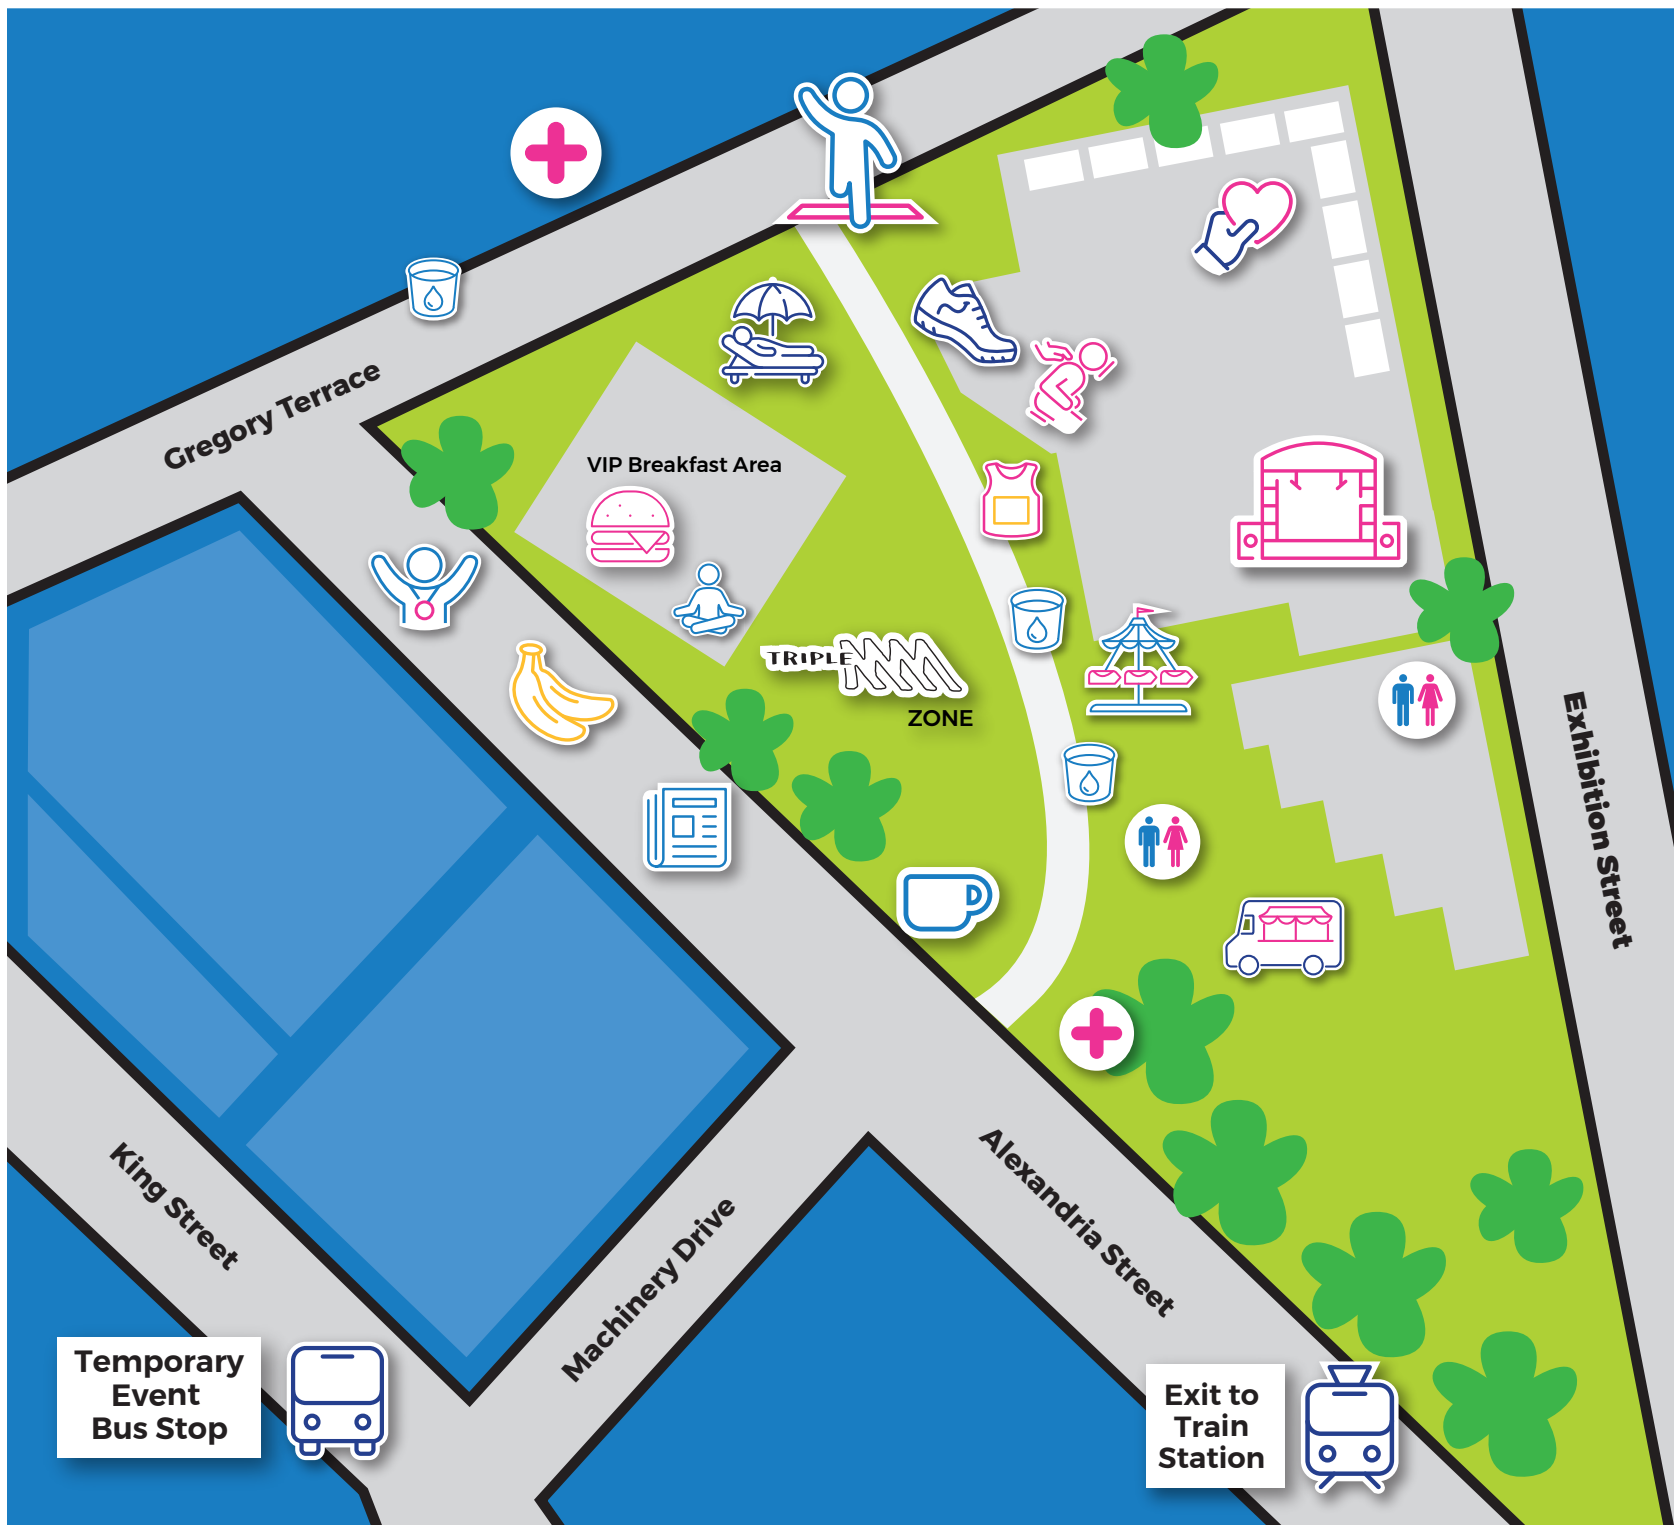 Gregory Terrace
VIP Breakfast Area
TRIPLE
ZONE
Exhibition Street
King Street
Machinery Drive
Alexandria Street
Temporary
Event
Bus Stop
Exit to
Train
Station